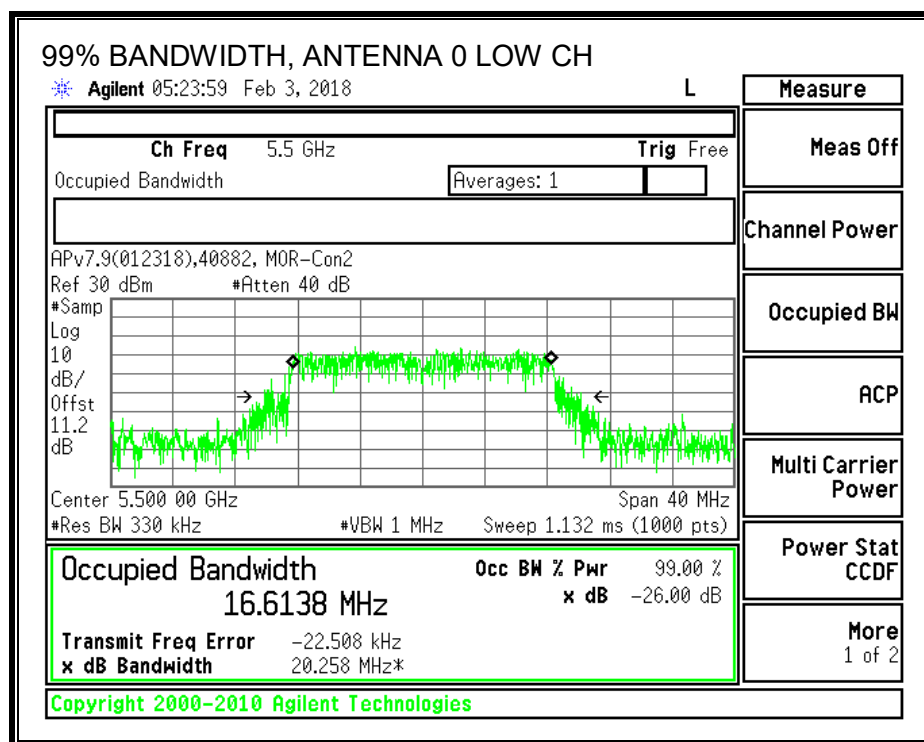 99% BANDWIDTH, ANTENNA 0 LOW CH
Agilent 05:23:59 Feb 3, 2018 L
Measure
Ch Freq 5.5 GHz Trig Free
Meas Off
Occupied Bandwidth Averages: 1
Channel Power
APv7.9(012318),40882, MOR-Con2
Ref 30 dBm #Atten 40 dB
#Samp
Log
10
dB/
Offst
11.2
dB
Occupied BW
ACP
Multi Carrier
Power
Center 5.500 00 GHz Span 40 MHz
#Res BW 330 kHz #VBW 1 MHz Sweep 1.132 ms (1000 pts)
Power Stat
CCDF
Occupied Bandwidth Occ BW % Pwr 99.00 %
16.6138 MHz x dB -26.00 dB
Transmit Freq Error -22.508 kHz
x dB Bandwidth 20.258 MHz*
More
1 of 2
Copyright 2000-2010 Agilent Technologies